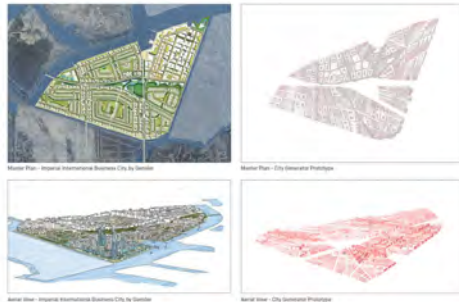 Master Plan - Imperial International Business City by Gensler
Master Plan - City Generator Prototype
Aerial View - Imperial International Business City by Gensler
Aerial View - City Generator Prototype